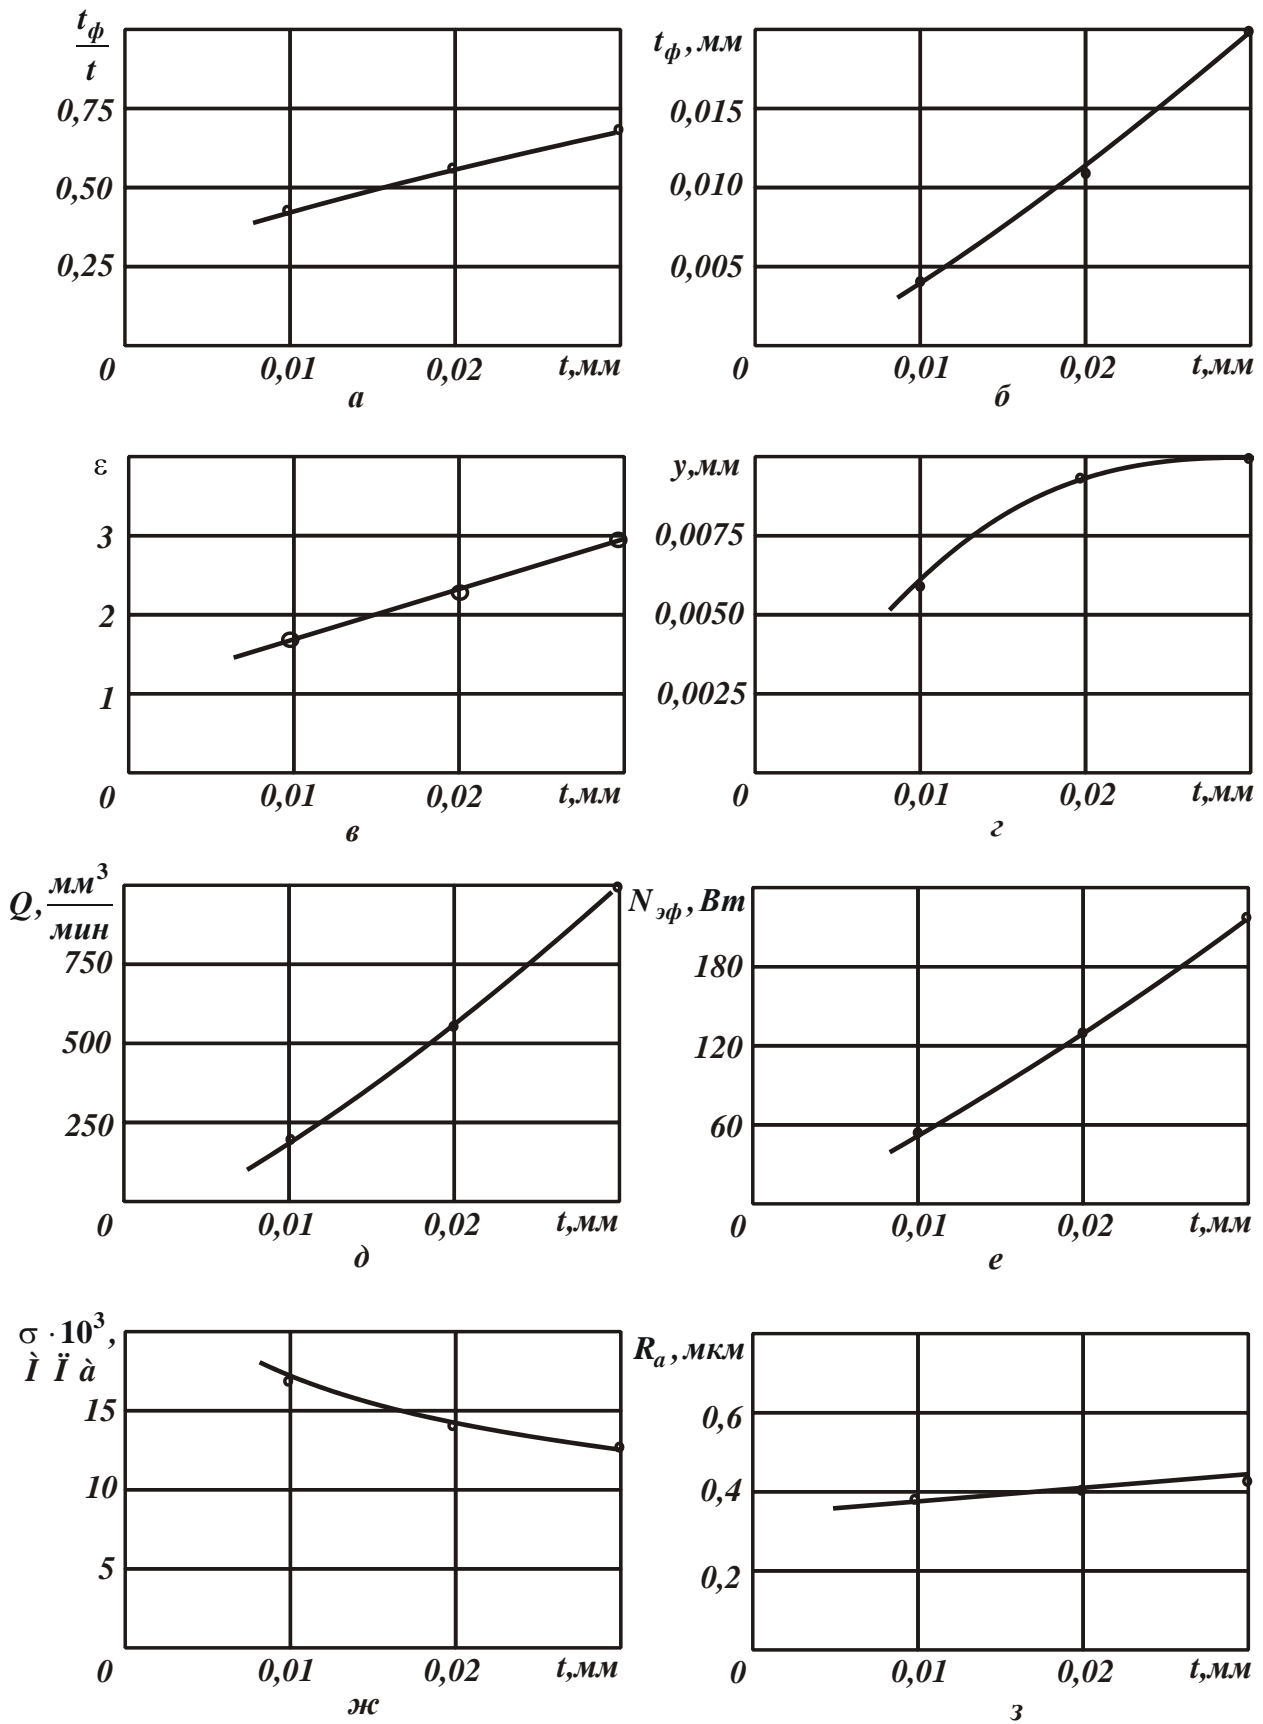 tф/t
0,75
0,50
0,25
0 0,01 0,02 t,мм
а
tф, мм
0,015
0,010
0,005
0 0,01 0,02 t,мм
б
ε
3
2
1
0 0,01 0,02 t,мм
в
y,мм
0,0075
0,0050
0,0025
0 0,01 0,02 t,мм
г
Q, мм³/мин
750
500
250
0 0,01 0,02 t,мм
д
Nэф, Вт
180
120
60
0 0,01 0,02 t,мм
е
σ · 10³,
Ì Ï à
15
10
5
0 0,01 0,02 t,мм
ж
Ra, мкм
0,6
0,4
0,2
0 0,01 0,02 t,мм
з